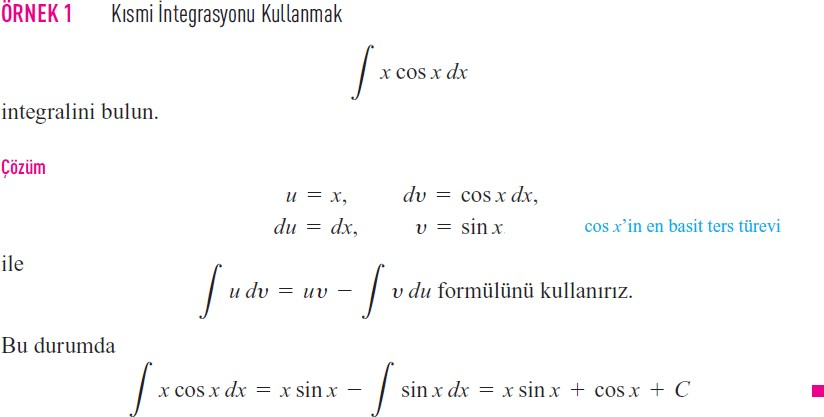 ÖRNEK 1 Kısmi İntegrasyonu Kullanmak
∫ x cos x dx
integralini bulun.
Çözüm
u = x, dv = cos x dx,
du = dx, v = sin x cos x'in en basit ters türevi
ile
∫ u dv = uv − ∫ v du formülünü kullanırız.
Bu durumda
∫ x cos x dx = x sin x − ∫ sin x dx = x sin x + cos x + C